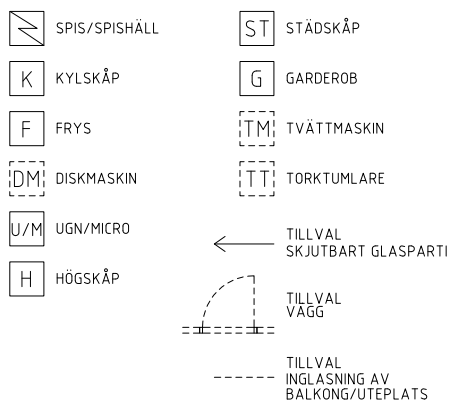 SPIS/SPISHÄLL
K KYLSKÅP
F FRYS
DM DISKMASKIN
U/M UGN/MICRO
H HÖGSKÅP
ST STÄDSKÅP
G GARDEROB
TM TVÄTTMASKIN
TT TORKTUMLARE
TILLVAL
SKJUTBART GLASPARTI
TILLVAL
VÄGG
TILLVAL
INGLASNING AV
BALKONG/UTEPLATS